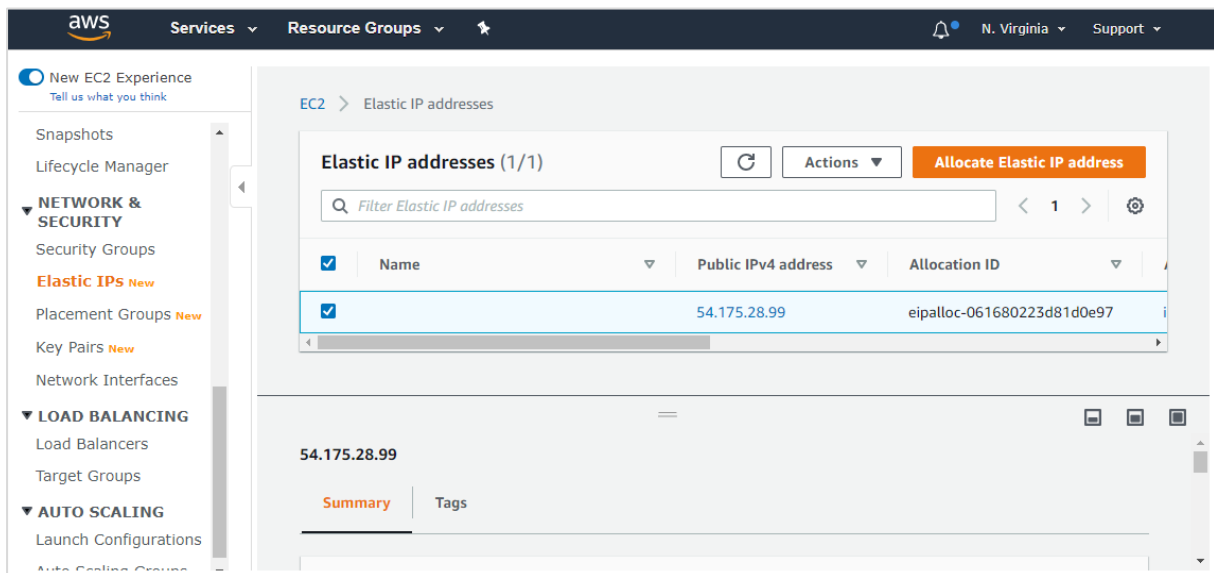 aws Services Resource Groups N. Virginia Support
New EC2 Experience
Tell us what you think
Snapshots
Lifecycle Manager
NETWORK &
SECURITY
Security Groups
Elastic IPs New
Placement Groups New
Key Pairs New
Network Interfaces
LOAD BALANCING
Load Balancers
Target Groups
AUTO SCALING
Launch Configurations
Auto Scaling Groups
EC2 > Elastic IP addresses
Elastic IP addresses (1/1) Actions Allocate Elastic IP address
Filter Elastic IP addresses 1
Name Public IPv4 address Allocation ID
54.175.28.99 eipalloc-061680223d81d0e97
54.175.28.99
Summary Tags